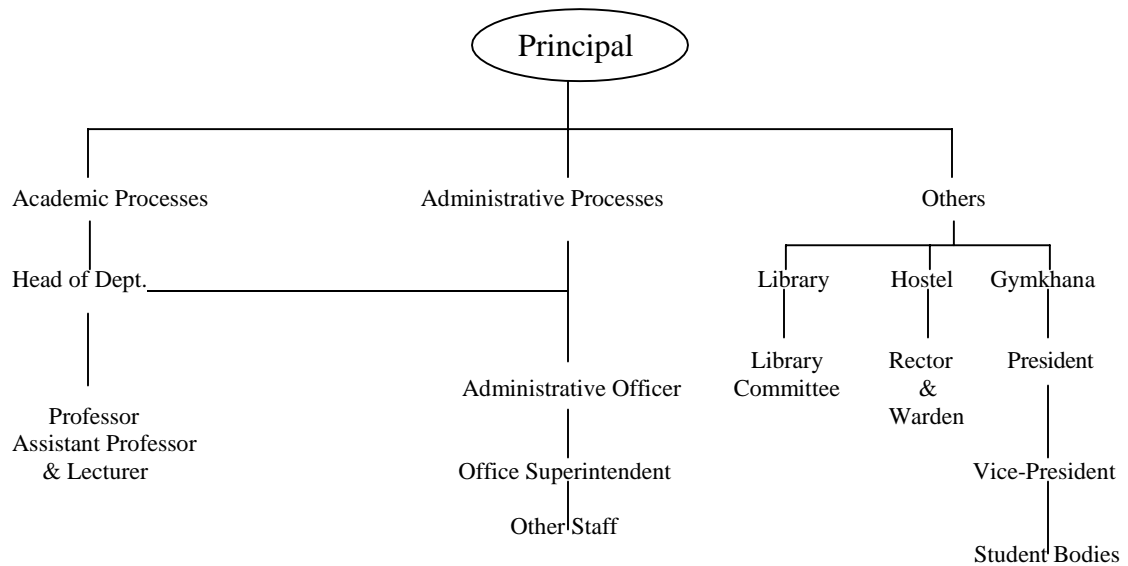 Principal
Academic Processes
Administrative Processes
Others
Head of Dept.
Library
Hostel
Gymkhana
Library
Committee
Rector
&
Warden
President
Administrative Officer
Professor
Assistant Professor
& Lecturer
Office Superintendent
Vice-President
Other Staff
Student Bodies